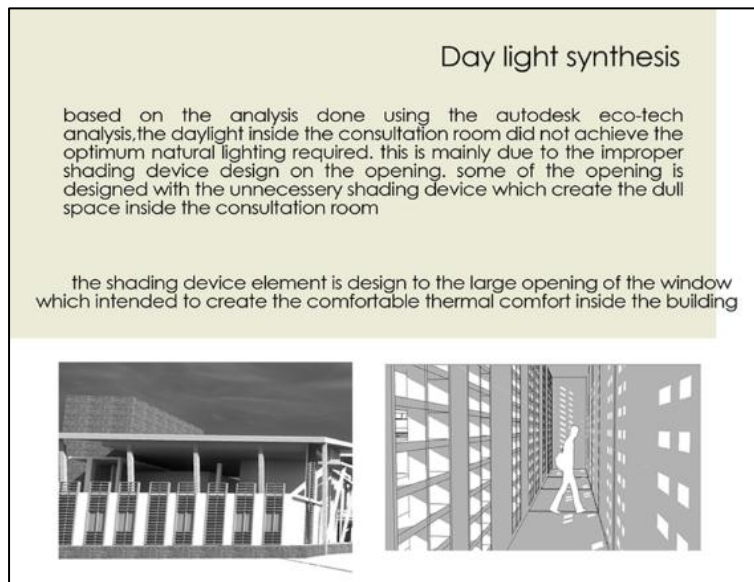 Day light synthesis
based on the analysis done using the autodesk eco-tech
analysis,the daylight inside the consultation room did not achieve the
optimum natural lighting required. this is mainly due to the improper
shading device design on the opening. some of the opening is
designed with the unnecessery shading device which create the dull
space inside the consultation room
the shading device element is design to the large opening of the window
which intended to create the comfortable thermal comfort inside the building